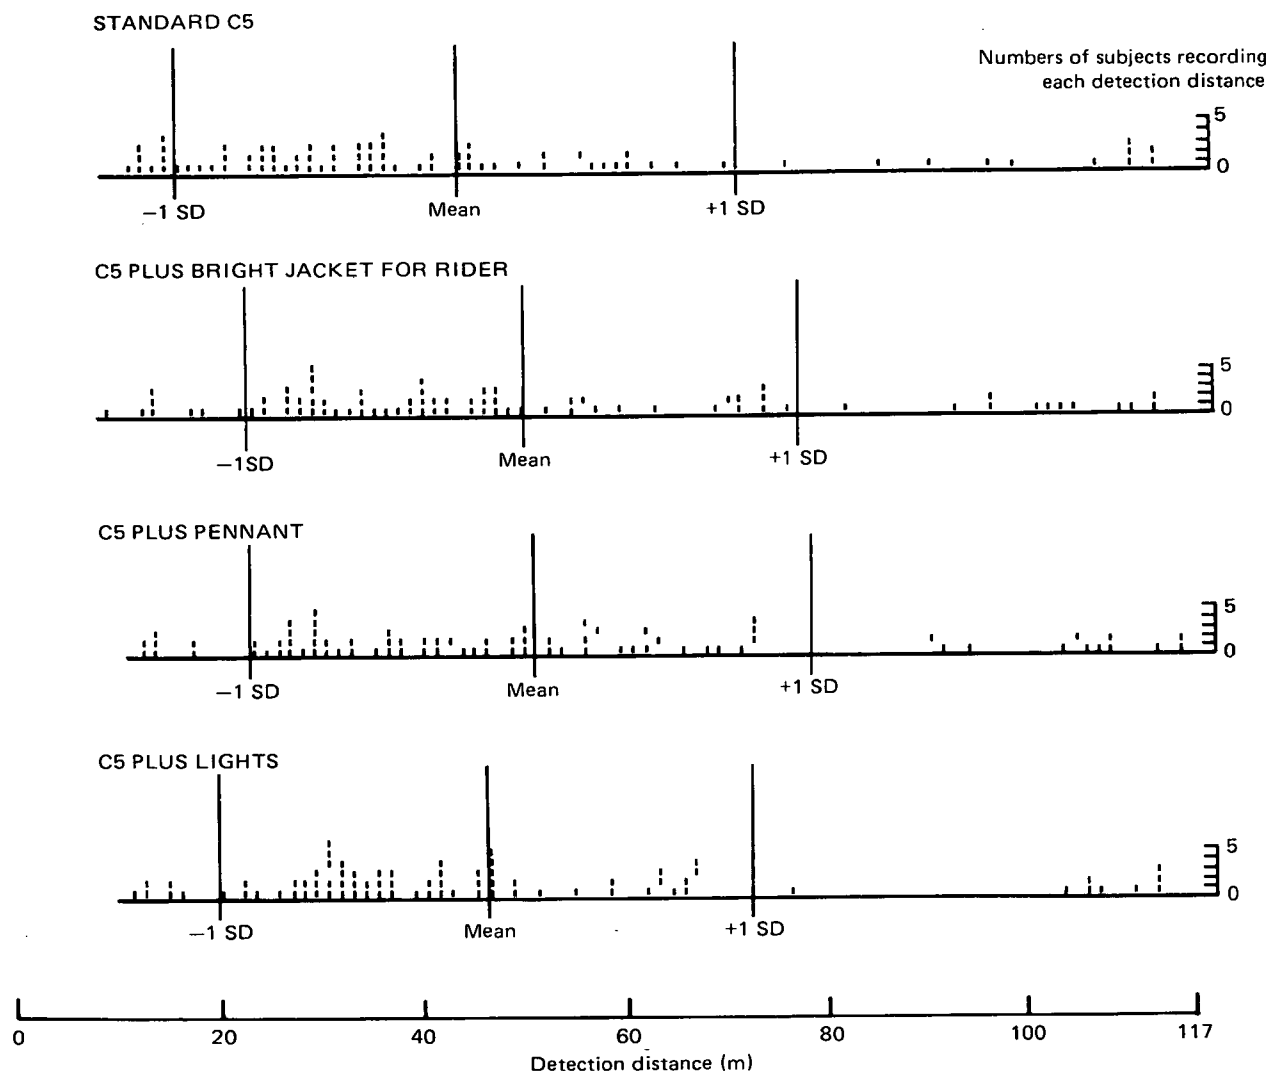 STANDARD C5
Numbers of subjects recording
each detection distance
5
0
−1 SD
Mean
+1 SD
C5 PLUS BRIGHT JACKET FOR RIDER
5
0
−1SD
Mean
+1 SD
C5 PLUS PENNANT
5
0
−1 SD
Mean
+1 SD
C5 PLUS LIGHTS
5
0
−1 SD
Mean
+1 SD
0 20 40 60 80 100 117
Detection distance (m)